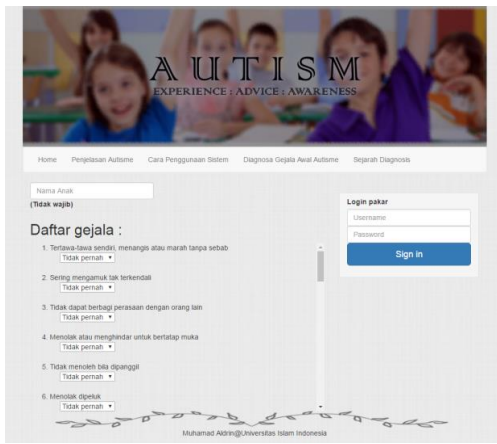 AUTISM
EXPERIENCE : ADVICE : AWARENESS
Home Penjelasan Autisme Cara Penggunaan Sistem Diagnosa Gejala Awal Autisme Sejarah Diagnosis
Nama Anak
(Tidak wajib)
Daftar gejala :
1. Tertawa-tawa sendiri, menangis atau marah tanpa sebab
Tidak pernah
2. Sering mengamuk tak terkendali
Tidak pernah
3. Tidak dapat berbagi perasaan dengan orang lain
Tidak pernah
4. Menolak atau menghindar untuk bertatap muka
Tidak pernah
5. Tidak menoleh bila dipanggil
Tidak pernah
6. Menolak dipeluk
Tidak pernah
Login pakar
Username
Password
Sign in
Muhamad Aldrin@Universitas Islam Indonesia